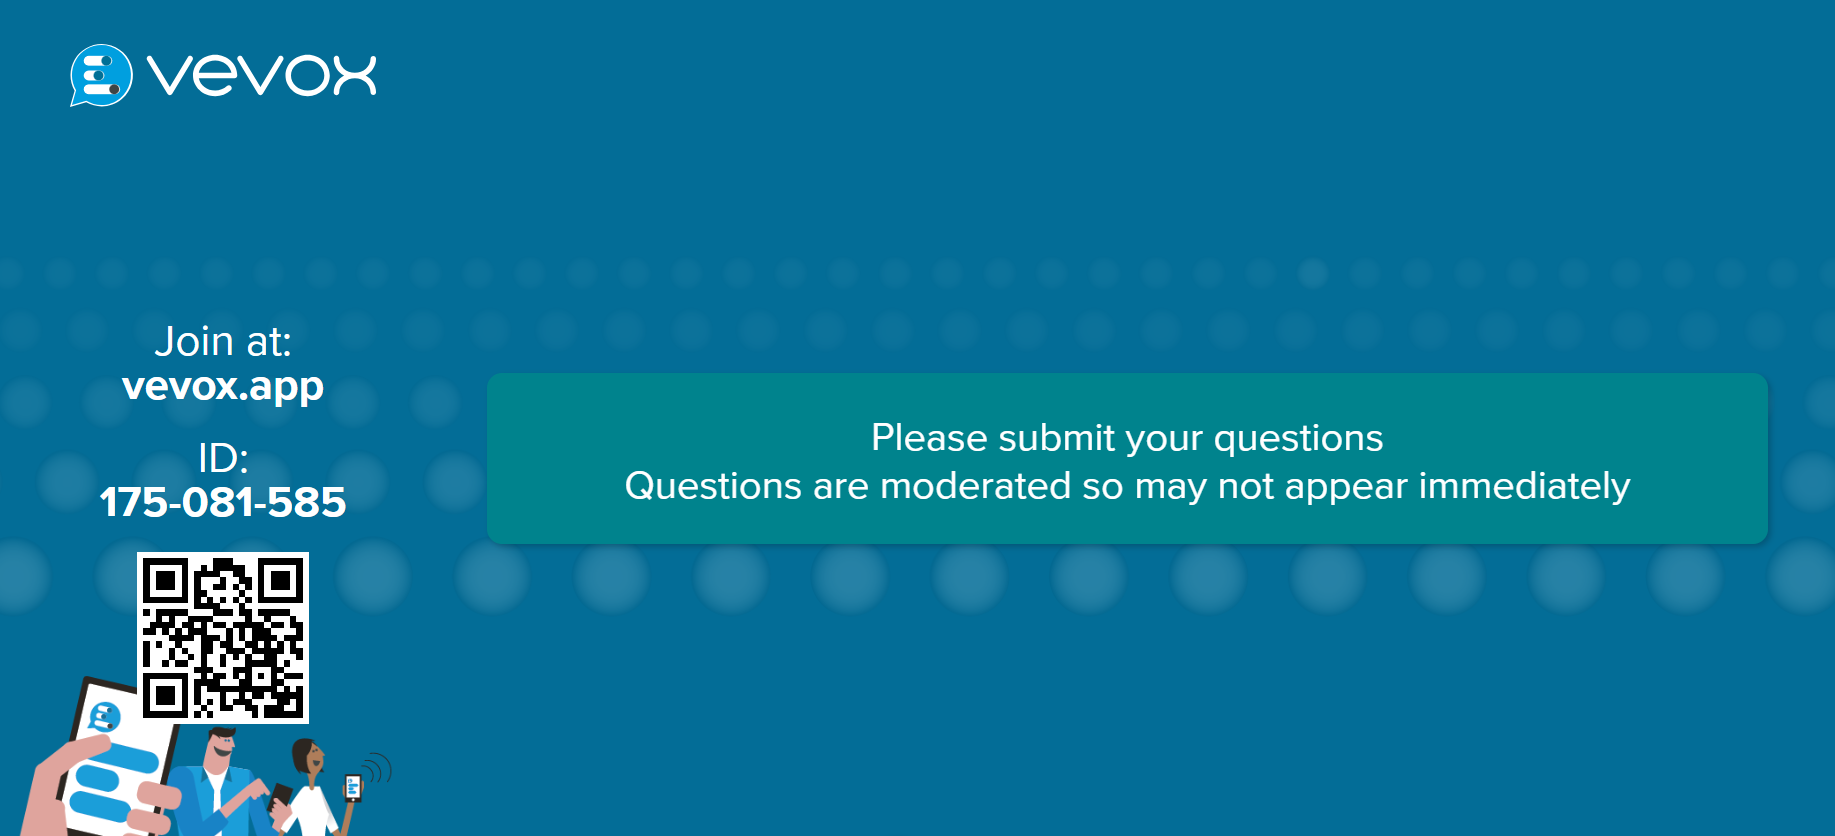 vevox
Join at:
vevox.app
ID:
175-081-585
Please submit your questions
Questions are moderated so may not appear immediately